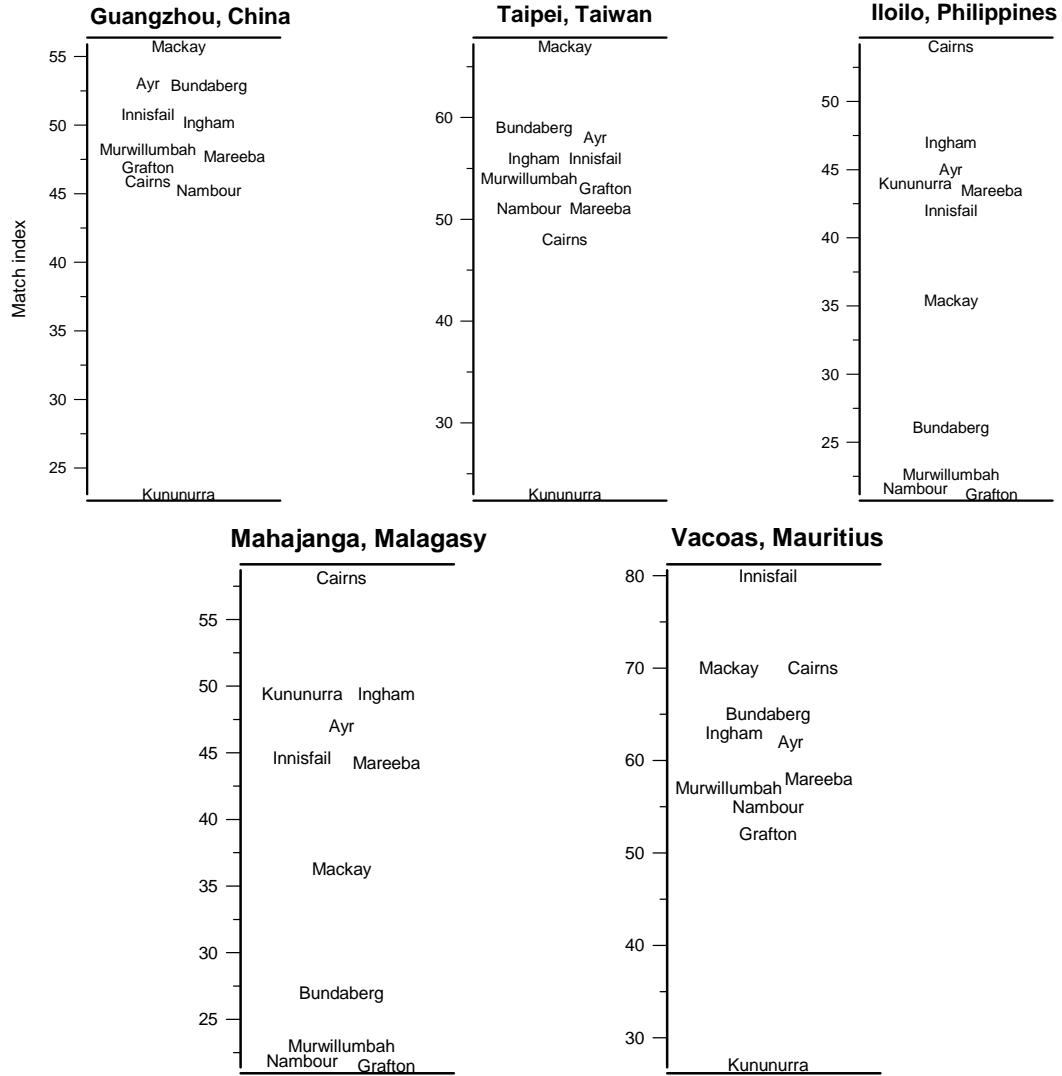 Guangzhou, China
Match index
55
50
45
40
35
30
25
Mackay
Ayr Bundaberg
Innisfail Ingham
Murwillumbah Mareeba
Grafton
Cairns
Nambour
Kununurra
Taipei, Taiwan
60
50
40
30
Mackay
Bundaberg
Ayr
Ingham Innisfail
Murwillumbah
Grafton
Nambour Mareeba
Cairns
Kununurra
Iloilo, Philippines
50
45
40
35
30
25
Cairns
Ingham
Ayr
Kununurra Mareeba
Innisfail
Mackay
Bundaberg
Murwillumbah
Nambour
Grafton
Mahajanga, Malagasy
55
50
45
40
35
30
25
Cairns
Kununurra Ingham
Ayr
Innisfail Mareeba
Mackay
Bundaberg
Murwillumbah
Nambour Grafton
Vacoas, Mauritius
80
70
60
50
40
30
Innisfail
Mackay Cairns
Bundaberg
Ingham
Ayr
Mareeba
Murwillumbah
Nambour
Grafton
Kununurra